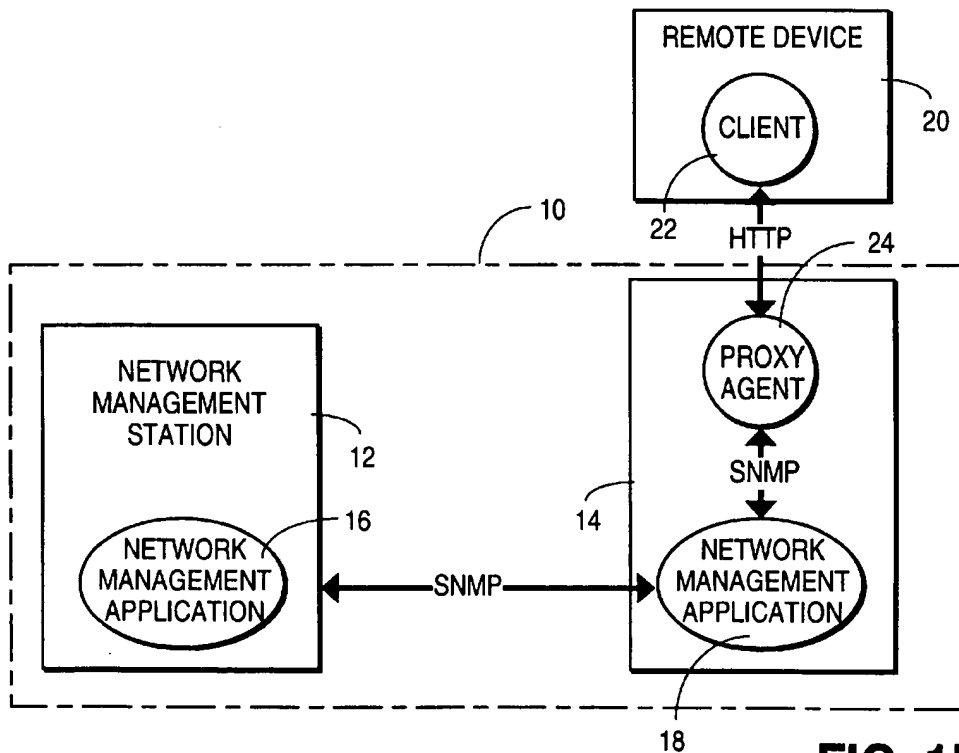 REMOTE DEVICE
20
CLIENT
22
10
HTTP
24
NETWORK
MANAGEMENT
STATION
12
PROXY
AGENT
SNMP
14
16
NETWORK
MANAGEMENT
APPLICATION
SNMP
NETWORK
MANAGEMENT
APPLICATION
18